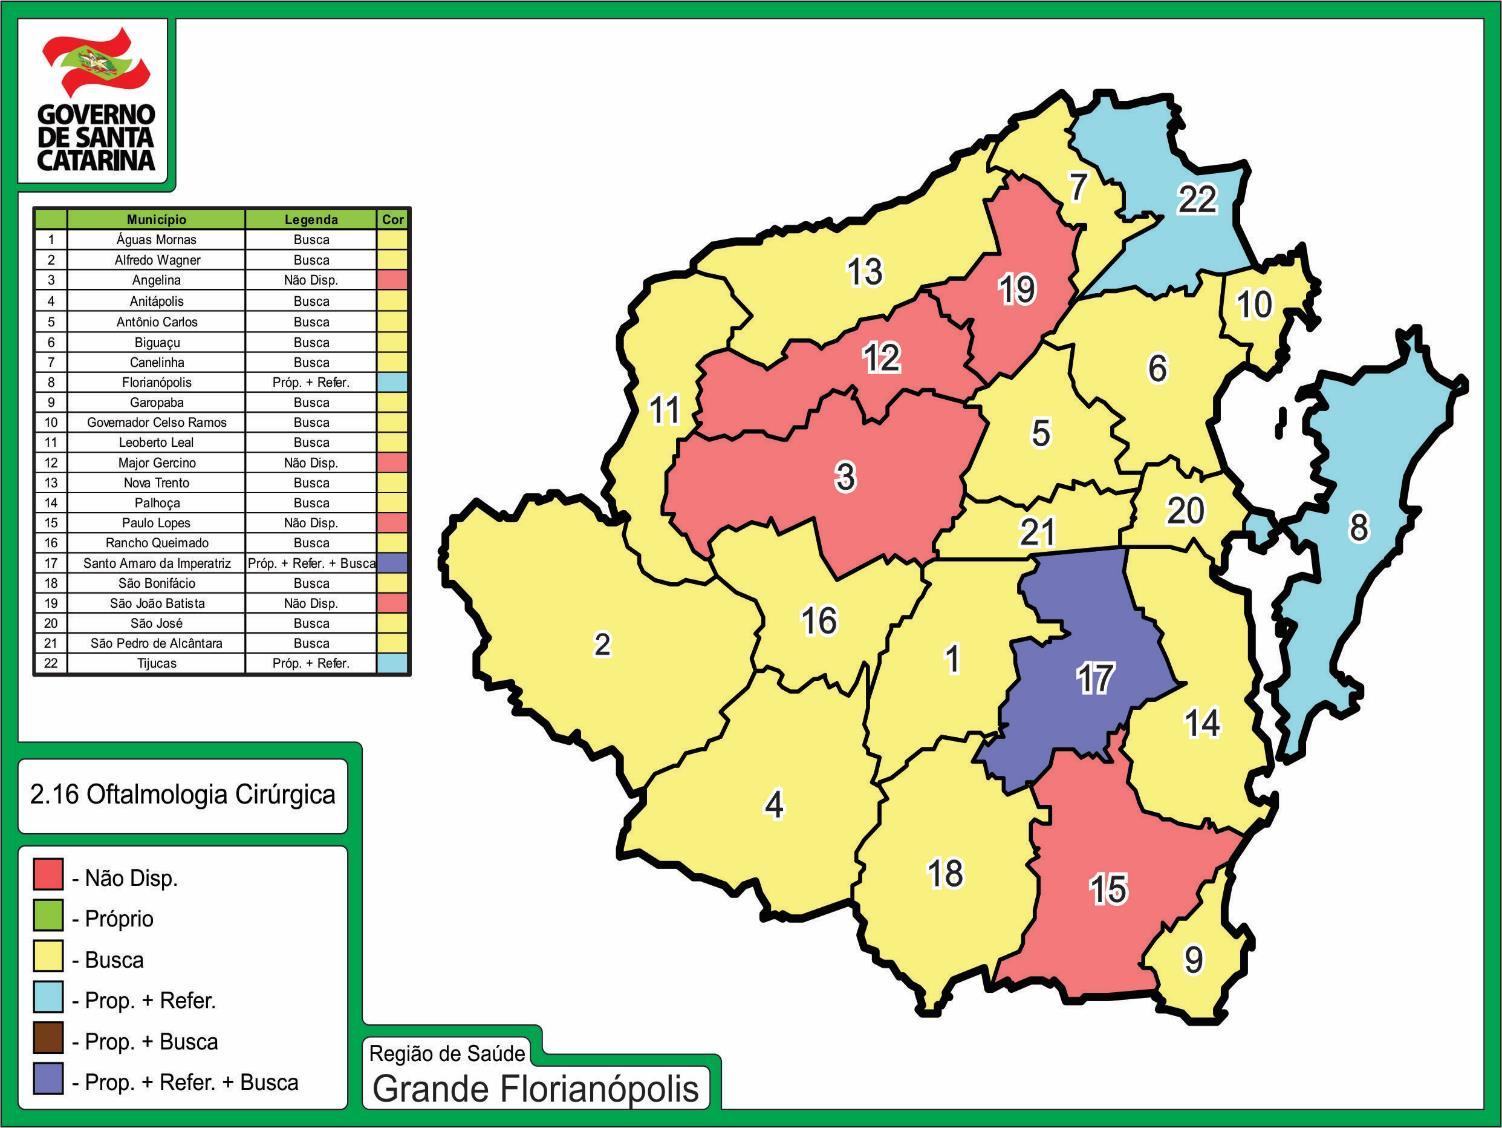 GOVERNO
DE SANTA
CATARINA
Município Legenda Cor
1 Águas Mornas Busca
2 Alfredo Wagner Busca
3 Angelina Não Disp.
4 Anitápolis Busca
5 Antônio Carlos Busca
6 Biguaçu Busca
7 Canelinha Busca
8 Florianópolis Próp. + Refer.
9 Garopaba Busca
10 Governador Celso Ramos Busca
11 Leoberto Leal Busca
12 Major Gercino Não Disp.
13 Nova Trento Busca
14 Palhoça Busca
15 Paulo Lopes Não Disp.
16 Rancho Queimado Busca
17 Santo Amaro da Imperatriz Próp. + Refer. + Busca
18 São Bonifácio Busca
19 São João Batista Não Disp.
20 São José Busca
21 São Pedro de Alcântara Busca
22 Tijucas Próp. + Refer.
7
22
13
19
10
12
6
11
5
3
20
21
8
16
2
1
17
14
4
18
15
9
2.16 Oftalmologia Cirúrgica
- Não Disp.
- Próprio
- Busca
- Prop. + Refer.
- Prop. + Busca
- Prop. + Refer. + Busca
Região de Saúde
Grande Florianópolis